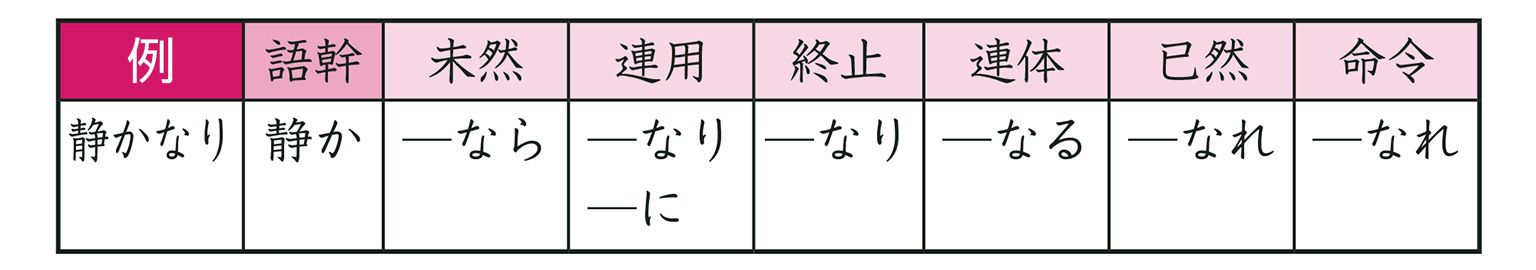 例 語幹 未然 連用 終止 連体 已然 命令
静かなり 静か ―なら ―なり ―なり ―なる ―なれ ―なれ
―に